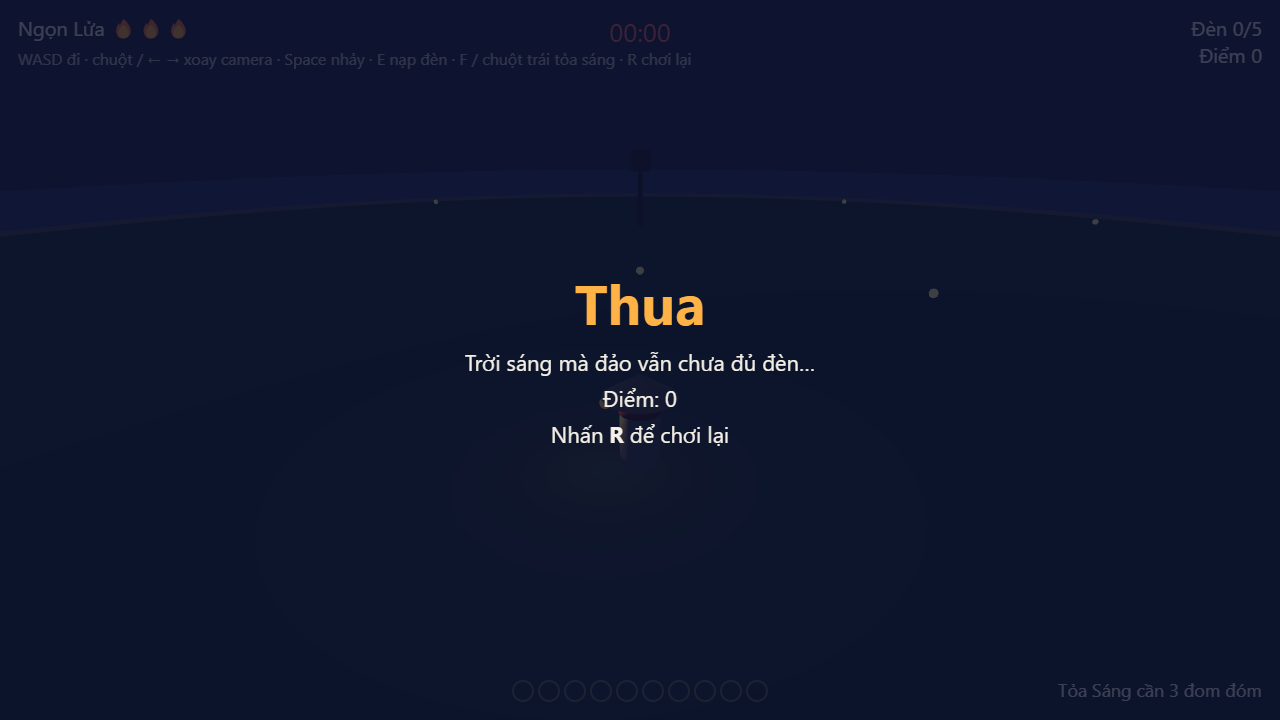 Ngọn Lửa
00:00
Đèn 0/5
WASD đi · chuột / ← → xoay camera · Space nhảy · E nạp đèn · F / chuột trái tỏa sáng · R chơi lại
Điểm 0
Thua
Trời sáng mà đảo vẫn chưa đủ đèn...
Điểm: 0
Nhấn R để chơi lại
Tỏa Sáng cần 3 đom đóm